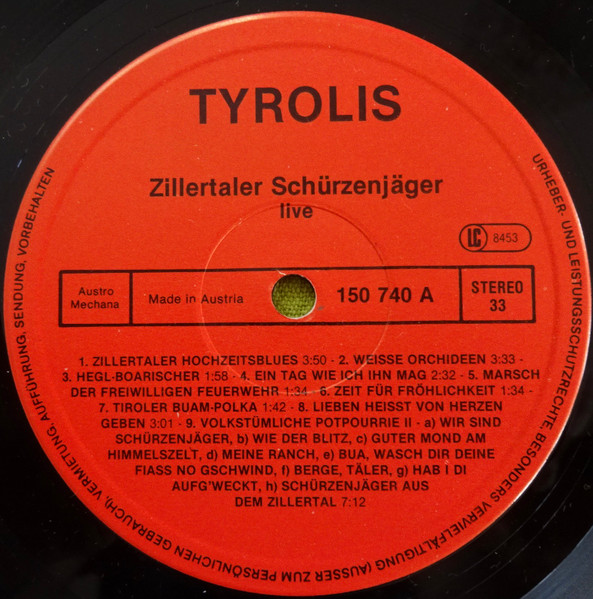 TYROLIS
Zillertaler Schürzenjäger
live
LC 8453
Austro
Mechana
Made in Austria
150 740 A
STEREO
33
1. ZILLERTALER HOCHZEITSBLUES 3:50 - 2. WEISSE ORCHIDEEN 3:33 -
3. HEGL-BOARISCHER 1:58 - 4. EIN TAG WIE ICH IHN MAG 2:32 - 5. MARSCH
DER FREIWILLIGEN FEUERWEHR 1:34 - 6. ZEIT FÜR FRÖHLICHKEIT 1:34 -
7. TIROLER BUAM-POLKA 1:42 - 8. LIEBEN HEISST VON HERZEN
GEBEN 3:01 - 9. VOLKSTÜMLICHE POTPOURRIE II - a) WIR SIND
SCHÜRZENJÄGER, b) WIE DER BLITZ, c) GUTER MOND AM
HIMMELSZELT, d) MEINE RANCH, e) BUA, WASCH DIR DEINE
FIASS NO GSCHWIND, f) BERGE, TÄLER, g) HAB I DI
AUFG'WECKT, h) SCHÜRZENJÄGER AUS
DEM ZILLERTAL 7:12
URHEBER- UND LEISTUNGSSCHUTZRECHTE, BESONDERS VERVIELFÄLTIGUNG (AUSSER ZUM PERSÖNLICHEN GEBRAUCH), VERMIETUNG, AUFFÜHRUNG, SENDUNG, VORBEHALTEN